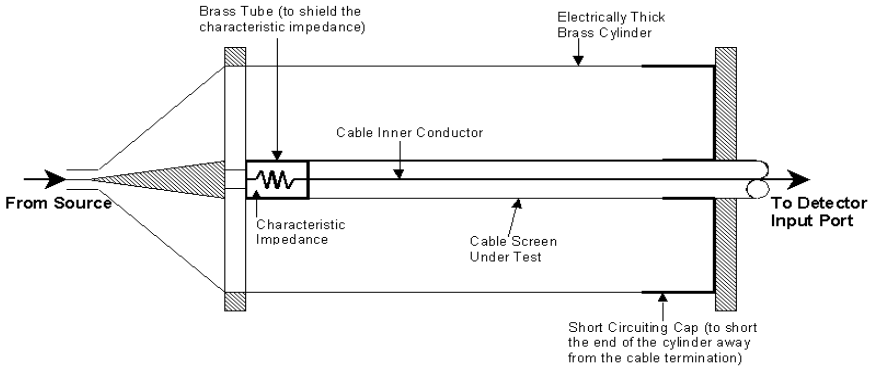 Brass Tube (to shield the
characteristic impedance)
Electrically Thick
Brass Cylinder
Cable Inner Conductor
From Source
To Detector
Input Port
Characteristic
Impedance
Cable Screen
Under Test
Short Circuiting Cap (to short
the end of the cylinder away
from the cable termination)